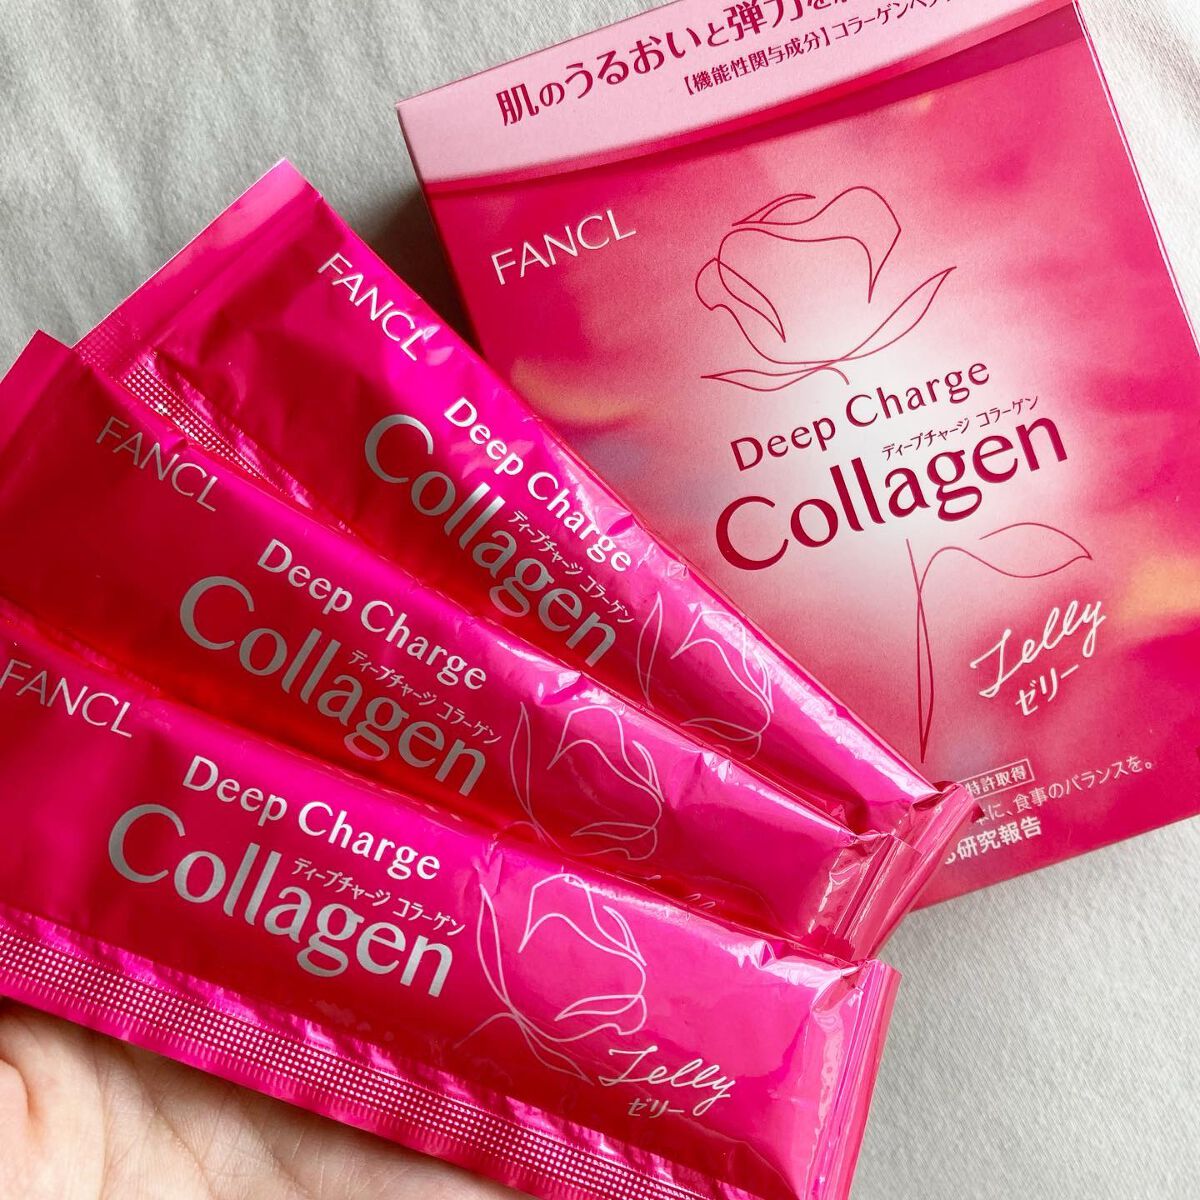 肌のうるおいと弾力を
【機能性関与成分】コラーゲンペプ
FANCL
Deep Charge
ディープチャージ コラーゲン
Collagen
Jelly
ゼリー
特許取得
に、食事のバランスを。
研究報告
FANCL
Deep Charge
ディープチャージ コラーゲン
Collagen
FANCL
Deep Charge
ディープチャージ コラーゲン
Collagen
FANCL
Deep Charge
ディープチャージ コラーゲン
Collagen
Jelly
ゼリー